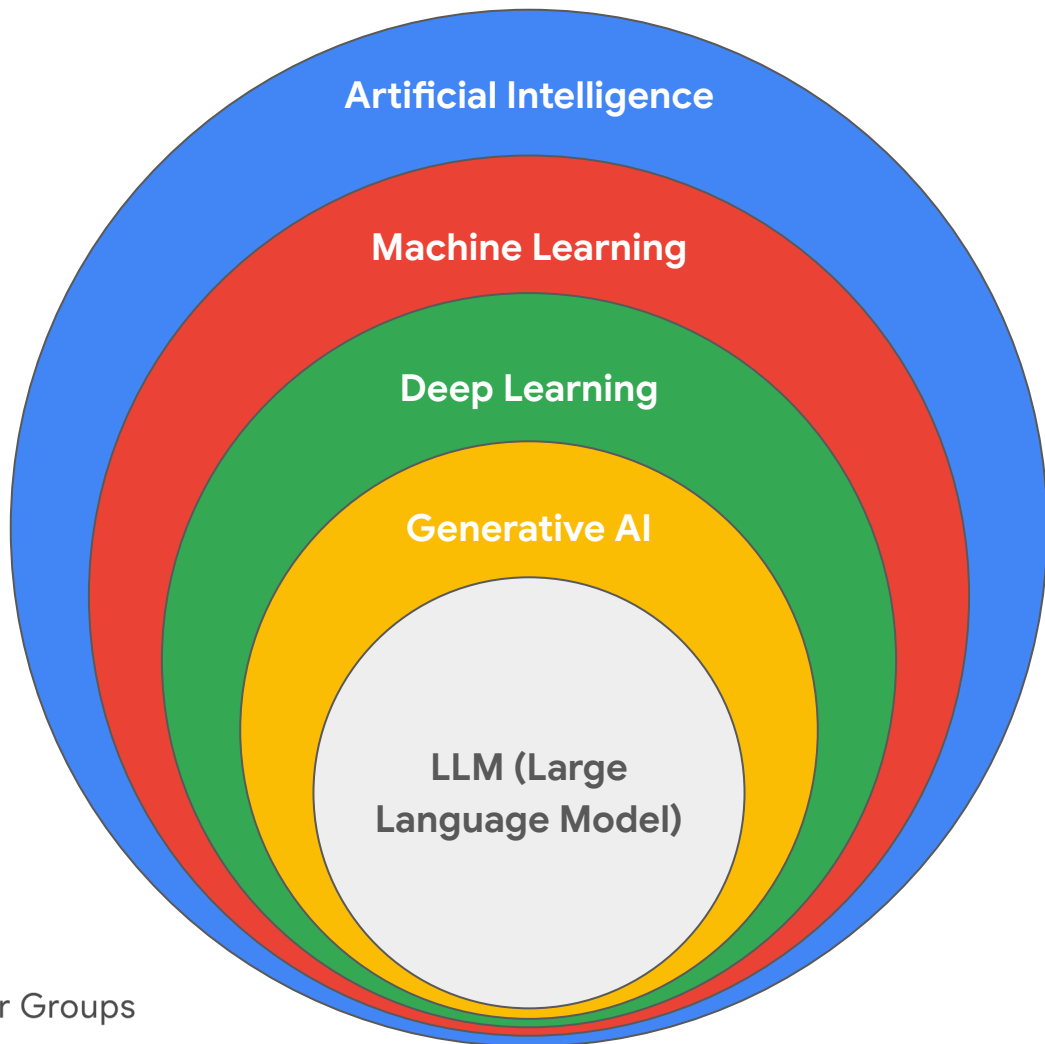 Artificial Intelligence
Machine Learning
Deep Learning
Generative AI
LLM (Large
Language Model)
r Groups